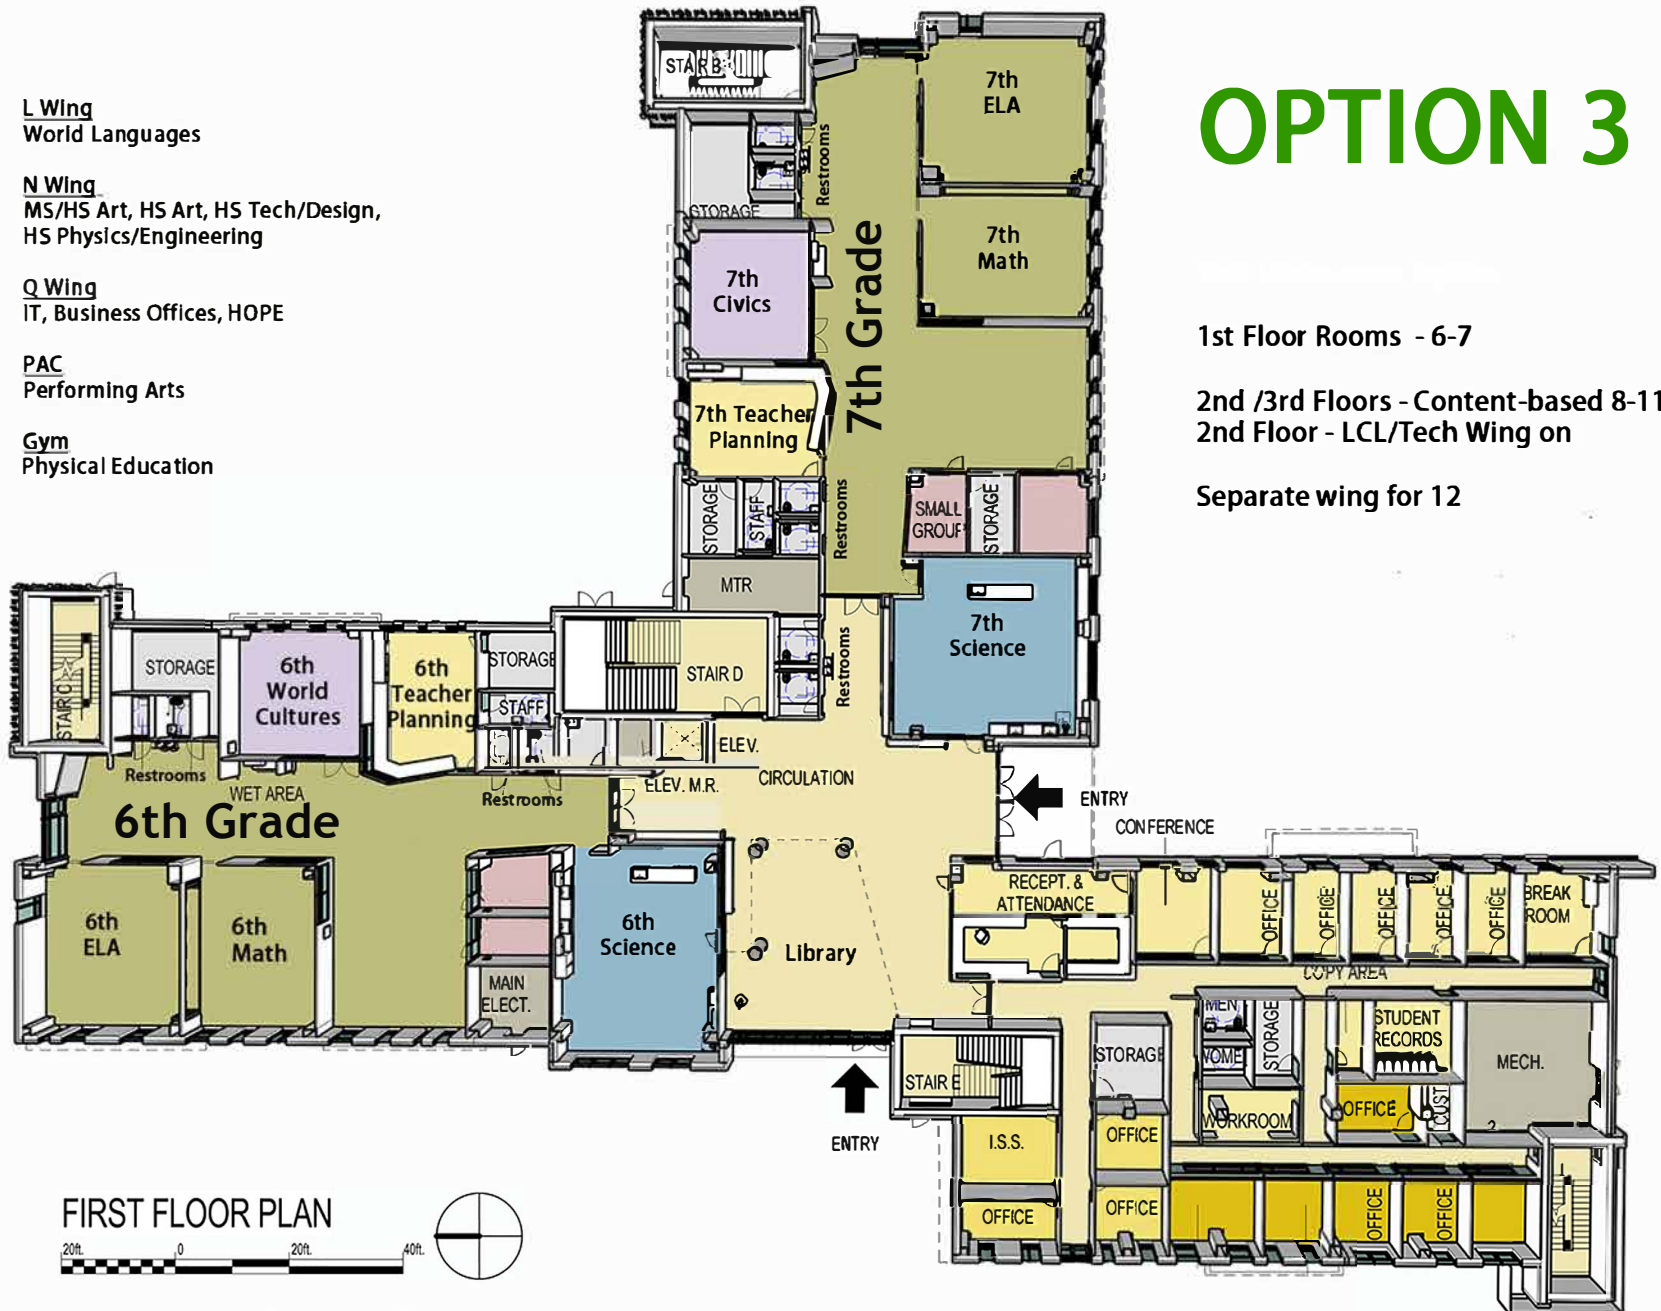 OPTION 3
L Wing
World Languages
N Wing
MS/HS Art, HS Art, HS Tech/Design,
HS Physics/Engineering
Q Wing
IT, Business Offices, HOPE
PAC
Performing Arts
Gym
Physical Education
1st Floor Rooms - 6-7
2nd /3rd Floors - Content-based 8-11
2nd Floor - LCL/Tech Wing on
Separate wing for 12
STAIR B
7th
ELA
Restrooms
STORAGE
7th
Math
7th
Civics
7th Grade
7th Teacher
Planning
STORAGE
STAFF
Restrooms
SMALL
GROUP
STORAGE
MTR
7th
Science
STAIR D
Restrooms
STAIR C
STORAGE
6th
World
Cultures
6th
Teacher
Planning
STORAGE
STAFF
ELEV.
ELEV. M.R.
CIRCULATION
Restrooms
WET AREA
Restrooms
6th Grade
ENTRY
CONFERENCE
6th
ELA
6th
Math
MAIN
ELECT.
6th
Science
Library
RECEPT. &
ATTENDANCE
OFFICE
OFFICE
OFFICE
OFFICE
OFFICE
BREAK
ROOM
COPY AREA
MEN
WOME
STORAGE
STORAGE
STUDENT
RECORDS
MECH.
STAIR E
OFFICE
WORKROOM
OFFICE
CUST
2
ENTRY
I.S.S.
OFFICE
OFFICE
OFFICE
OFFICE
FIRST FLOOR PLAN
20ft.
0
20ft.
40ft.